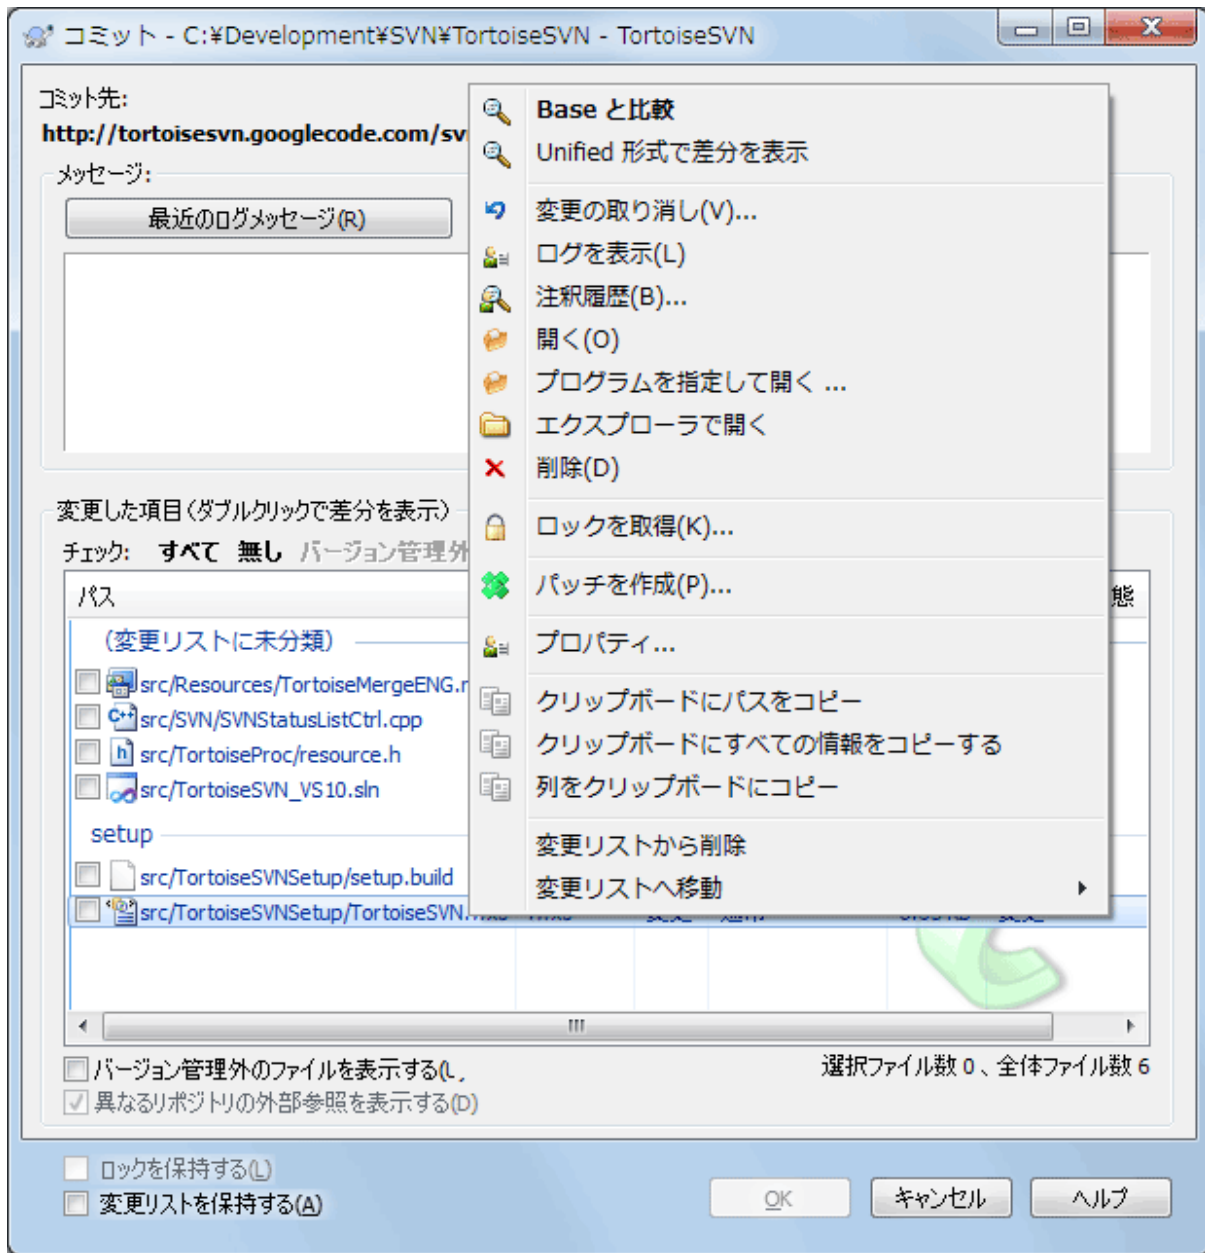 コミット - C:¥Development¥SVN¥TortoiseSVN - TortoiseSVN
コミット先:
http://tortoisesvn.googlecode.com/sv
メッセージ:
最近のログメッセージ(R)
Base と比較
Unified 形式で差分を表示
変更の取り消し(V)...
ログを表示(L)
注釈履歴(B)...
開く(O)
プログラムを指定して開く ...
エクスプローラで開く
削除(D)
ロックを取得(K)...
パッチを作成(P)...
プロパティ...
クリップボードにパスをコピー
クリップボードにすべての情報をコピーする
列をクリップボードにコピー
変更リストから削除
変更リストへ移動
変更した項目(ダブルクリックで差分を表示)
チェック: すべて 無し バージョン管理外
パス 態
(変更リストに未分類)
src/Resources/TortoiseMergeENG.r
src/SVN/SVNStatusListCtrl.cpp
src/TortoiseProc/resource.h
src/TortoiseSVN_VS10.sln
setup
src/TortoiseSVNSetup/setup.build
src/TortoiseSVNSetup/TortoiseSVN.
バージョン管理外のファイルを表示する(
選択ファイル数 0、全体ファイル数 6
異なるリポジトリの外部参照を表示する(D)
ロックを保持する(L)
変更リストを保持する(A)
OK キャンセル ヘルプ